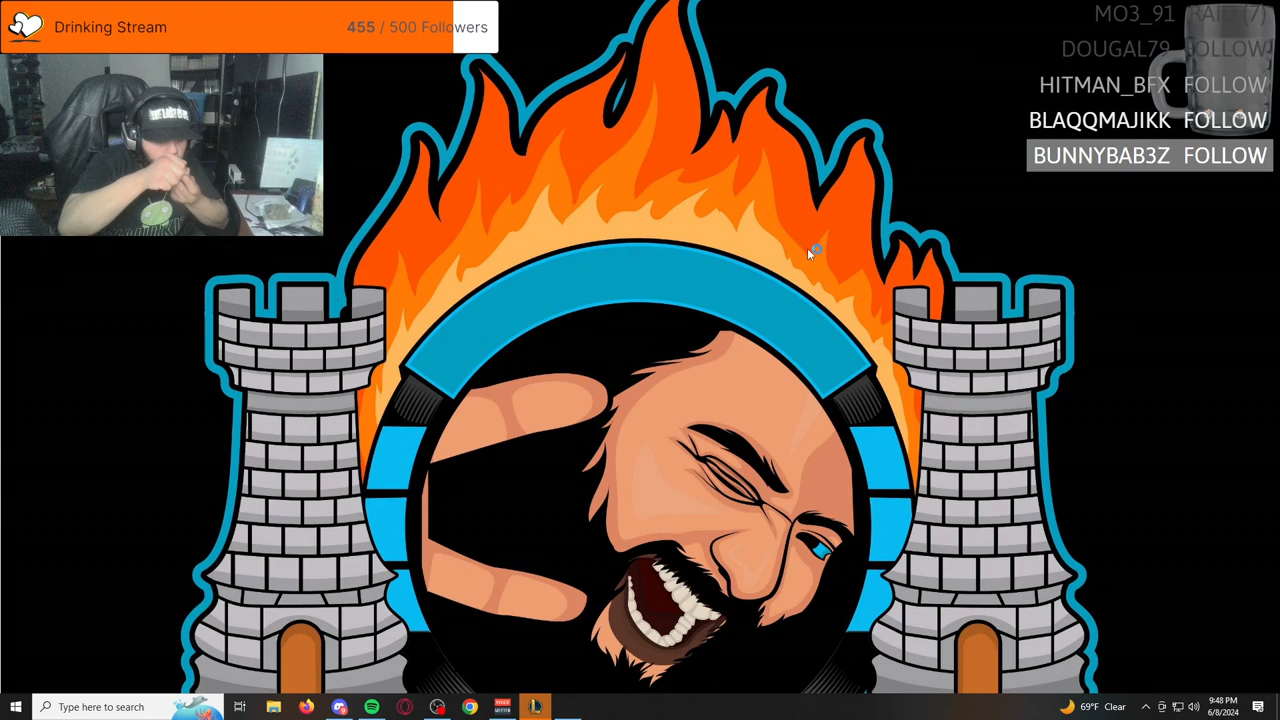 Drinking Stream 455 / 500 Followers
DOUGAL79 FOLLOW
HITMAN_BFX FOLLOW
BLAQQMAJIKK FOLLOW
BUNNYBAB3Z FOLLOW
Type here to search
69°F Clear
9:48 PM
6/8/2024